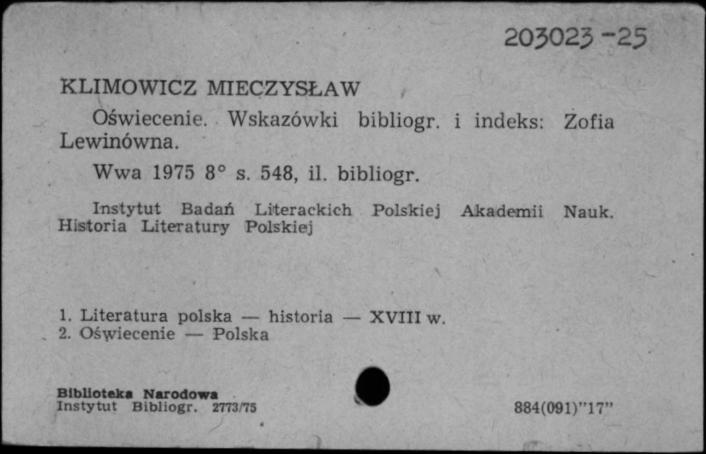 203023-25
KLIMOWICZ MIECZYSŁAW
Oświecenie. Wskazówki bibliogr. i indeks: Zofia
Lewinówna.
Wwa 1975 8° s. 548, il. bibliogr.
Instytut Badań Literackich Polskiej Akademii Nauk.
Historia Literatury Polskiej
1. Literatura polska — historia — XVIII w.
2. Oświecenie — Polska
Biblioteka Narodowa
Instytut Bibliogr. 2773/75
884(091)"17"